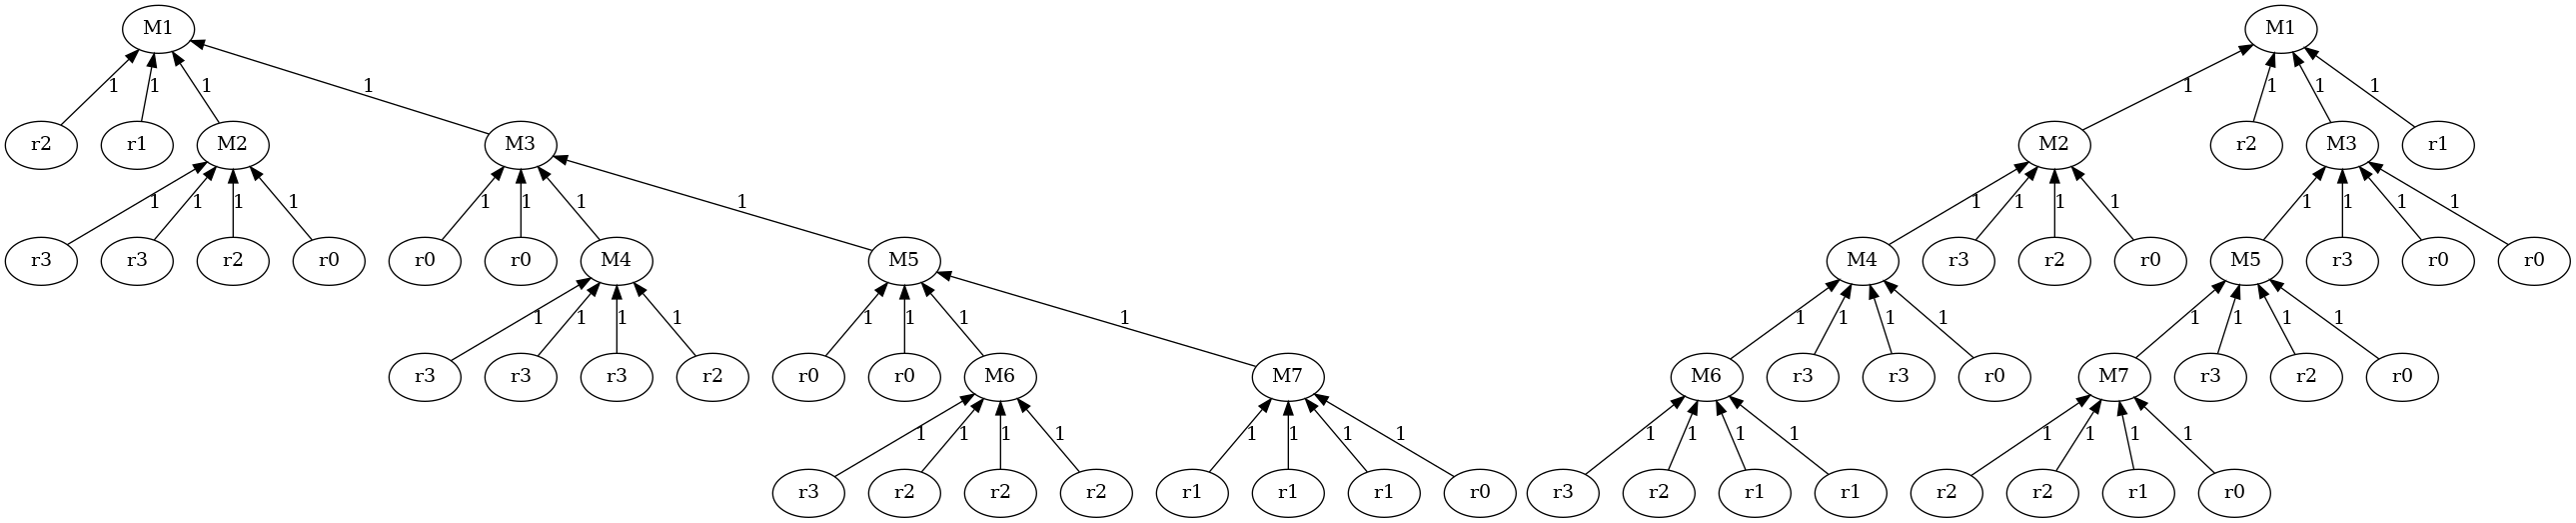 M1 M1
1 1 1 1 1 1 1 1
r2 r1 M2 M3 M2 r2 M3 r1
1 1 1 1 1 1 1 1 1 1 1 1 1 1 1 1
r3 r3 r2 r0 r0 r0 M4 M5 M4 r3 r2 r0 M5 r3 r0 r0
1 1 1 1 1 1 1 1 1 1 1 1 1 1 1 1
r3 r3 r3 r2 r0 r0 M6 M7 M6 r3 r3 r0 M7 r3 r2 r0
1 1 1 1 1 1 1 1 1 1 1 1 1 1 1 1
r3 r2 r2 r2 r1 r1 r1 r0 r3 r2 r1 r1 r2 r2 r1 r0